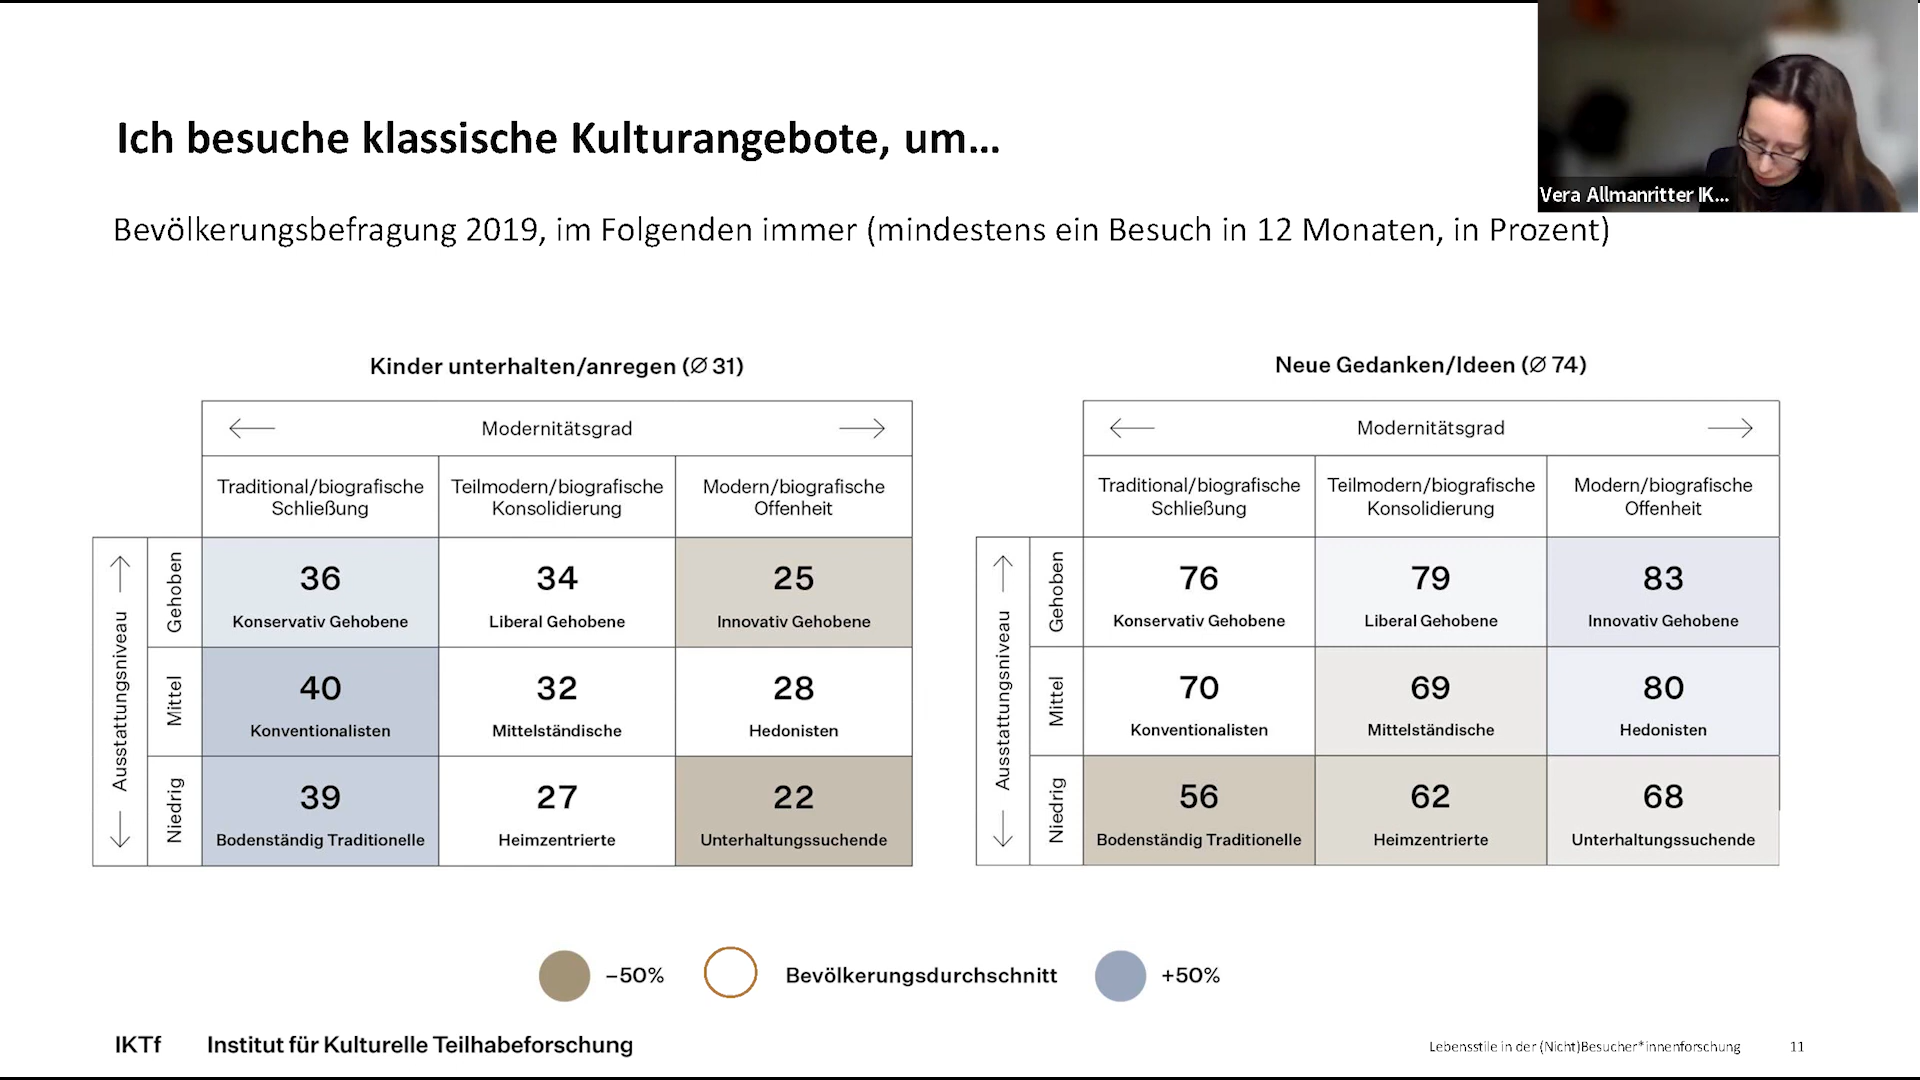 Vera Allmanritter IK...
Ich besuche klassische Kulturangebote, um...
Bevölkerungsbefragung 2019, im Folgenden immer (mindestens ein Besuch in 12 Monaten, in Prozent)
Kinder unterhalten/anregen (Ø 31)
Modernitätsgrad
Traditional/biografische
Schließung
Teilmodern/biografische
Konsolidierung
Modern/biografische
Offenheit
Ausstattungsniveau
Gehoben
36
Konservativ Gehobene
34
Liberal Gehobene
25
Innovativ Gehobene
Mittel
40
Konventionalisten
32
Mittelständische
28
Hedonisten
Niedrig
39
Bodenständig Traditionelle
27
Heimzentrierte
22
Unterhaltungssuchende
Neue Gedanken/Ideen (Ø 74)
Modernitätsgrad
Traditional/biografische
Schließung
Teilmodern/biografische
Konsolidierung
Modern/biografische
Offenheit
Ausstattungsniveau
Gehoben
76
Konservativ Gehobene
79
Liberal Gehobene
83
Innovativ Gehobene
Mittel
70
Konventionalisten
69
Mittelständische
80
Hedonisten
Niedrig
56
Bodenständig Traditionelle
62
Heimzentrierte
68
Unterhaltungssuchende
–50%
Bevölkerungsdurchschnitt
+50%
IKTf Institut für Kulturelle Teilhabeforschung
Lebensstile in der (Nicht)Besucher*innenforschung 11